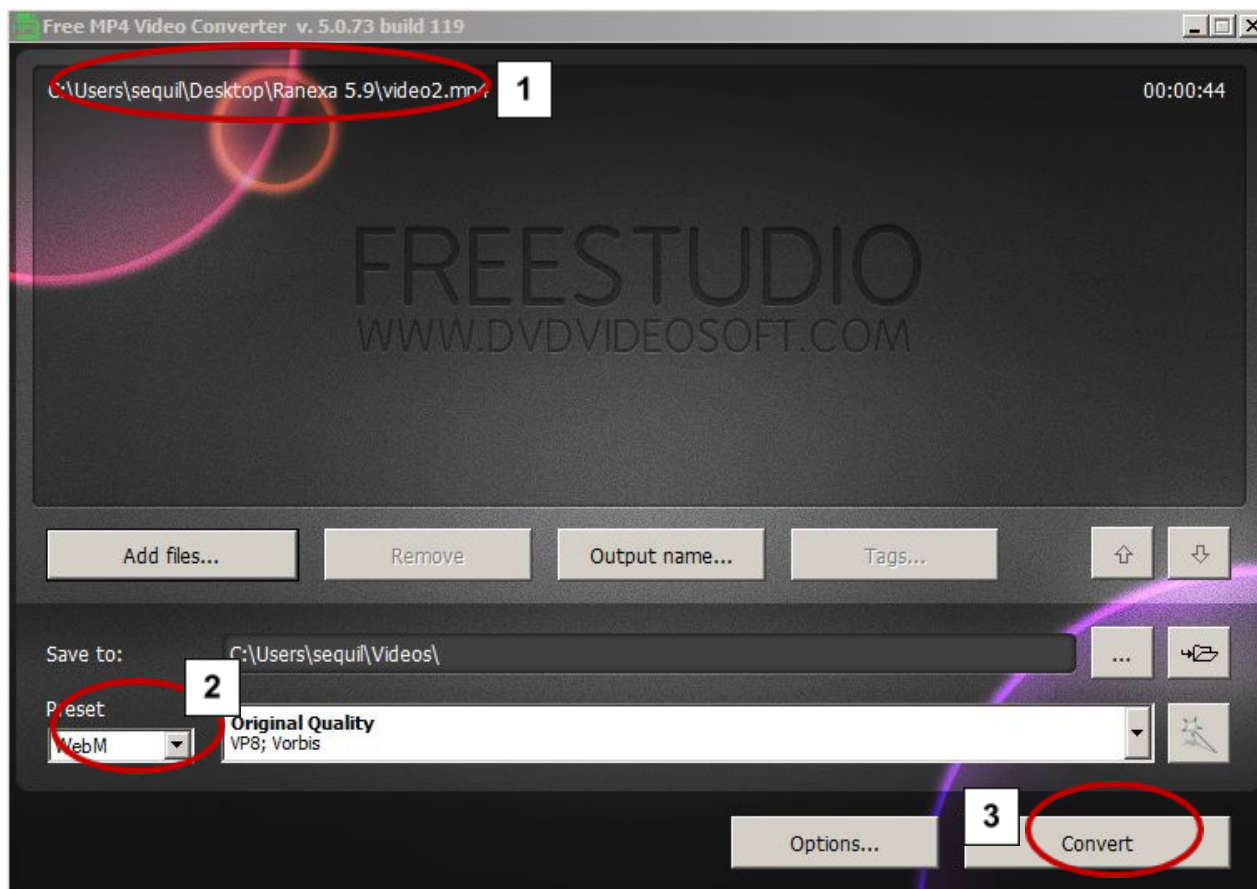 Free MP4 Video Converter v. 5.0.73 build 119
C:\Users\sequil\Desktop\Ranexa 5.9\video2.mp4 1 00:00:44
FREESTUDIO
WWW.DVDVIDEOSOFT.COM
Add files... Remove Output name... Tags...
Save to: C:\Users\sequil\Videos\ ...
2
Preset
Original Quality
WebM VP8; Vorbis
3
Options... Convert